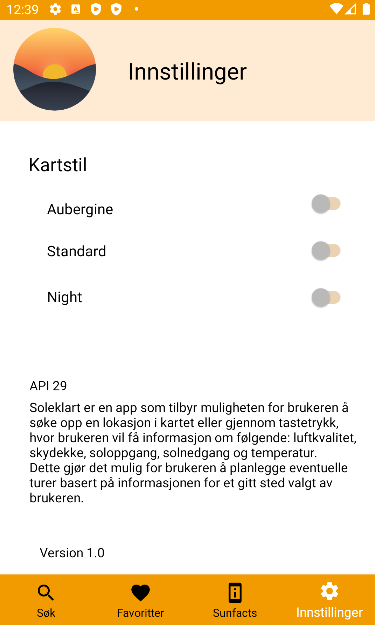 12:39
Innstillinger
Kartstil
Aubergine
Standard
Night
API 29
Soleklart er en app som tilbyr muligheten for brukeren å
søke opp en lokasjon i kartet eller gjennom tastetrykk,
hvor brukeren vil få informasjon om følgende: luftkvalitet,
skydekke, soloppgang, solnedgang og temperatur.
Dette gjør det mulig for brukeren å planlegge eventuelle
turer basert på informasjonen for et gitt sted valgt av
brukeren.
Version 1.0
Søk
Favoritter
Sunfacts
Innstillinger